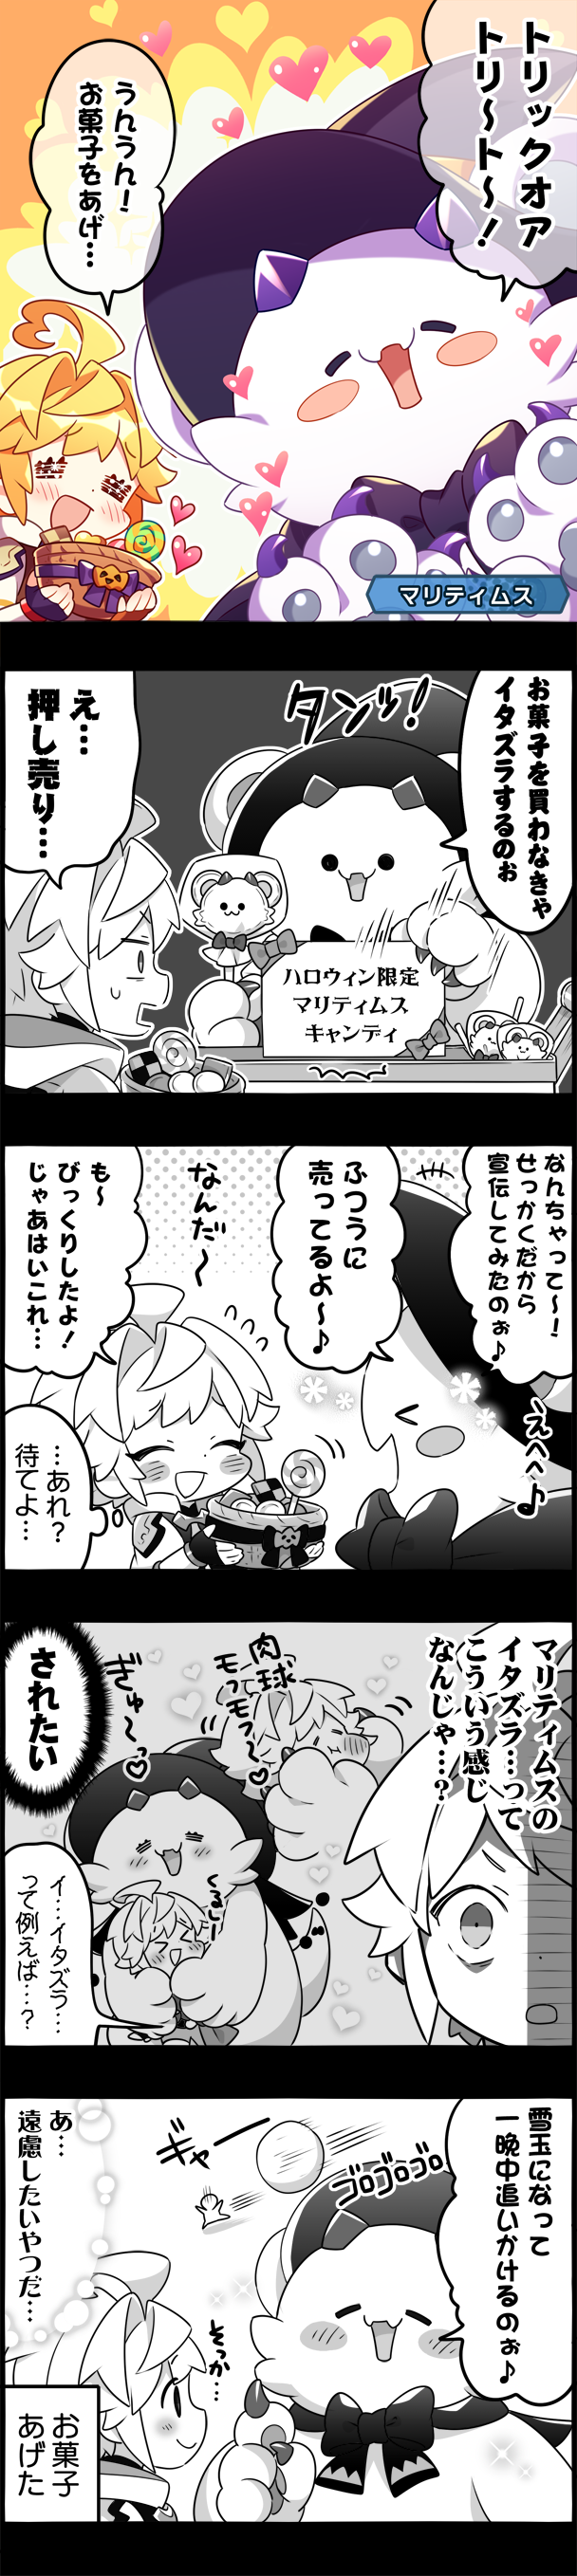 トリックオア
トリ〜ト〜！
うんうん！
お菓子をあげ…
マリティムス
お菓子を買わなきゃ
イタズラするのぉ
タンッ！
え…
押し売り…
ハロウィン限定
マリティムス
キャンディ
なんちゃって〜！
せっかくだから
宣伝してみたのぉ♪
えへへ♪
ふつうに
売ってるよ〜♪
なんだ〜
も〜
びっくりしたよ！
じゃあはいこれ…
…あれ？
待てよ…
マリティムスの
イタズラ…って
こういう感じ
なんじゃ…？
肉球
モッモッ〜♡
ぎゅ〜っ♡
くるしー
されたい
イ…イタズラ…
って例えば…？
雪玉になって
一晩中追いかけるのぉ♪
ゴロゴロゴロ
ギャー
あ…
遠慮したいやつだ…
そっか…
お菓子
あげた